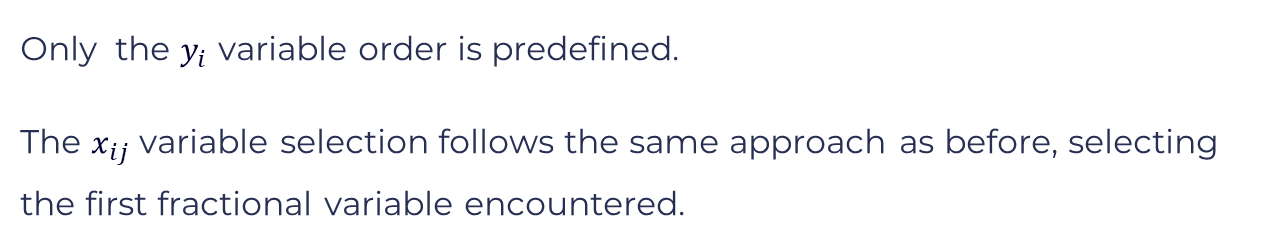 Only the yᵢ variable order is predefined.
The xᵢⱼ variable selection follows the same approach as before, selecting
the first fractional variable encountered.